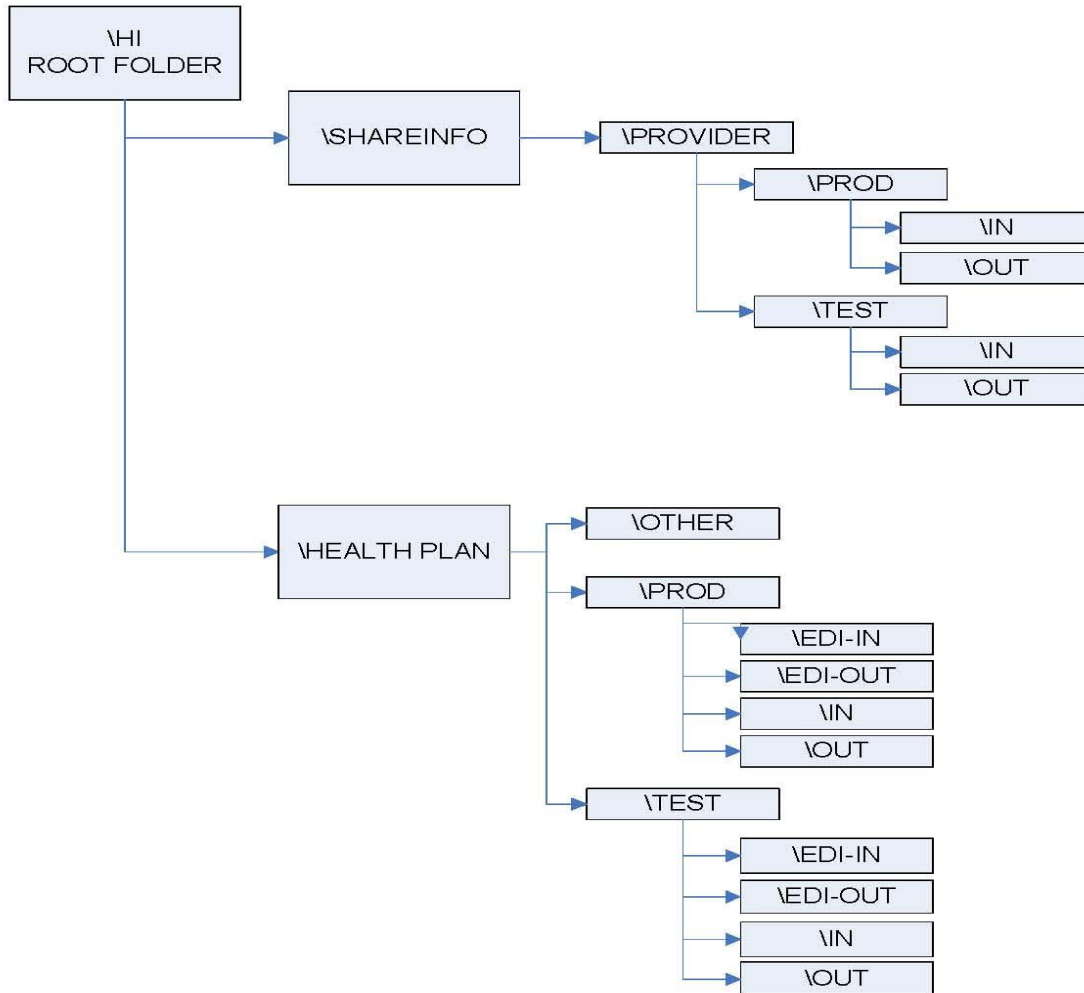 \HI
ROOT FOLDER
\SHAREINFO
\PROVIDER
\PROD
\IN
\OUT
\TEST
\IN
\OUT
\HEALTH PLAN
\OTHER
\PROD
\EDI-IN
\EDI-OUT
\IN
\OUT
\TEST
\EDI-IN
\EDI-OUT
\IN
\OUT